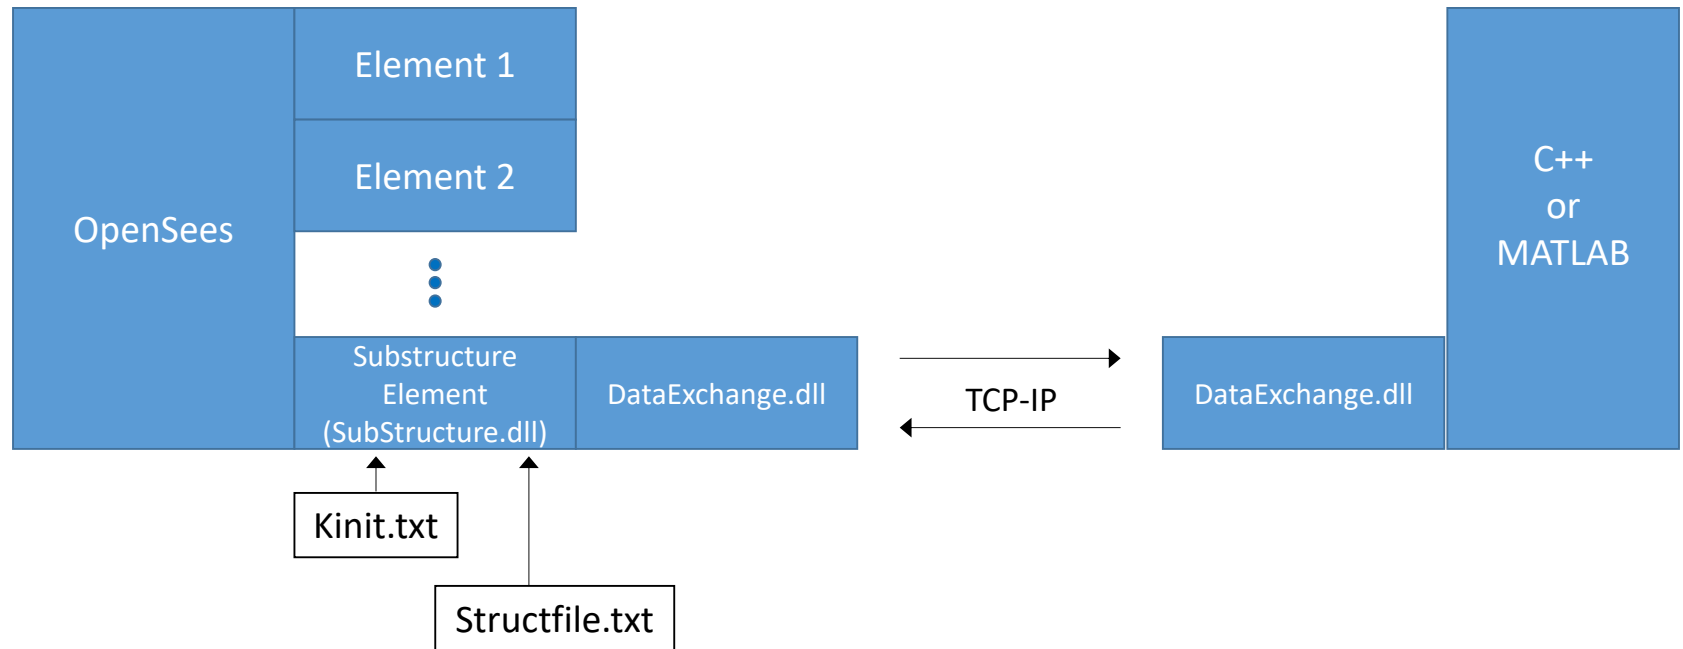 OpenSees
Element 1
Element 2
Substructure
Element
(SubStructure.dll)
DataExchange.dll
TCP-IP
DataExchange.dll
C++
or
MATLAB
Kinit.txt
Structfile.txt